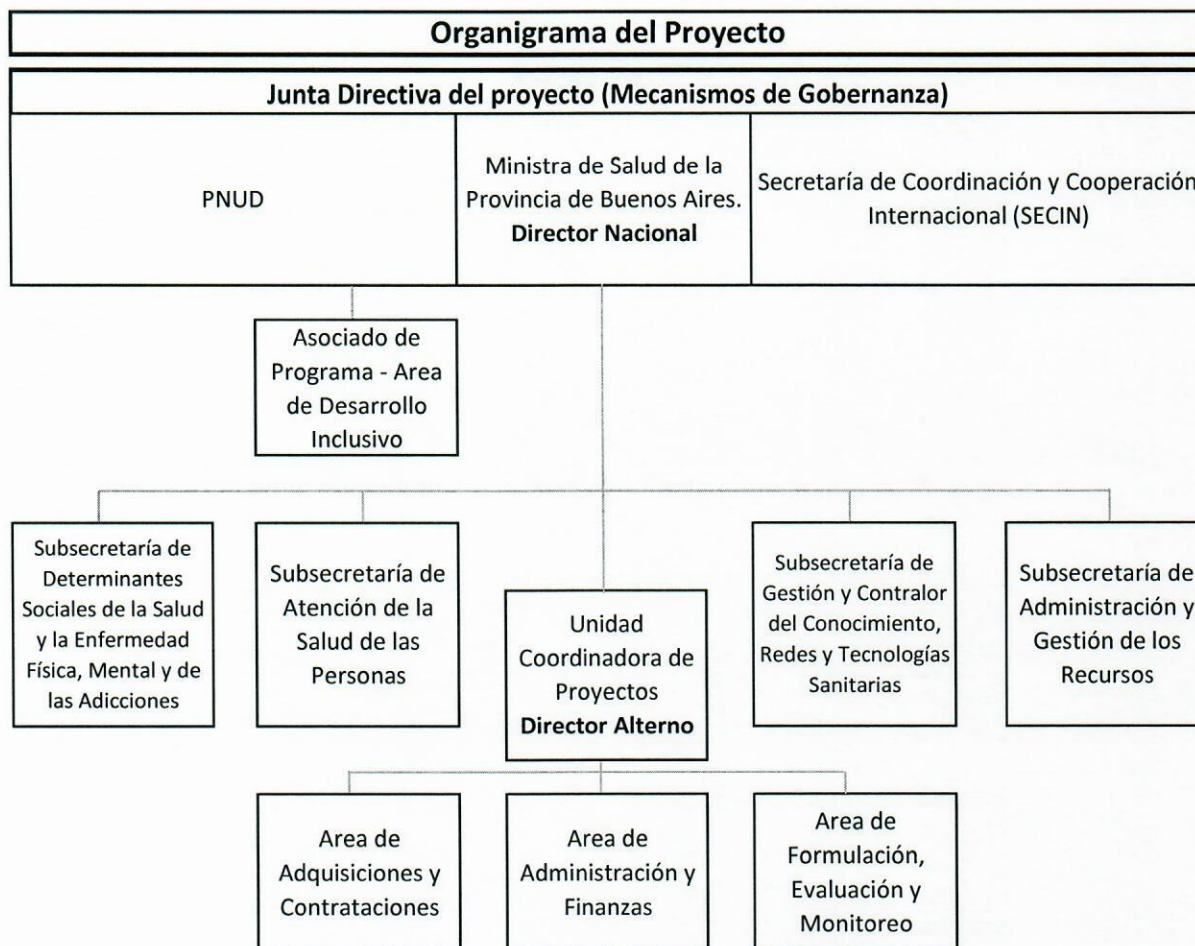 Organigrama del Proyecto
Junta Directiva del proyecto (Mecanismos de Gobernanza)
PNUD
Ministra de Salud de la
Provincia de Buenos Aires.
Director Nacional
Secretaría de Coordinación y Cooperación
Internacional (SECIN)
Asociado de
Programa - Area
de Desarrollo
Inclusivo
Subsecretaría de
Determinantes
Sociales de la Salud
y la Enfermedad
Física, Mental y de
las Adicciones
Subsecretaría de
Atención de la
Salud de las
Personas
Unidad
Coordinadora de
Proyectos
Director Alterno
Subsecretaría de
Gestión y Contralor
del Conocimiento,
Redes y Tecnologías
Sanitarias
Subsecretaría de
Administración y
Gestión de los
Recursos
Area de
Adquisiciones y
Contrataciones
Area de
Administración y
Finanzas
Area de
Formulación,
Evaluación y
Monitoreo